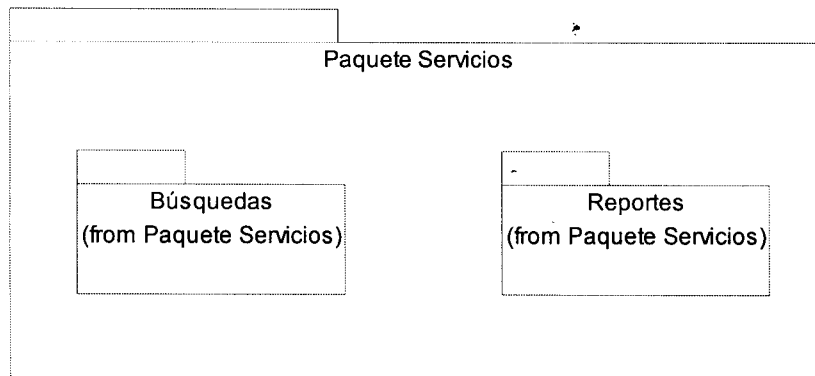 Paquete Servicios
Búsquedas
(from Paquete Servicios)
Reportes
(from Paquete Servicios)